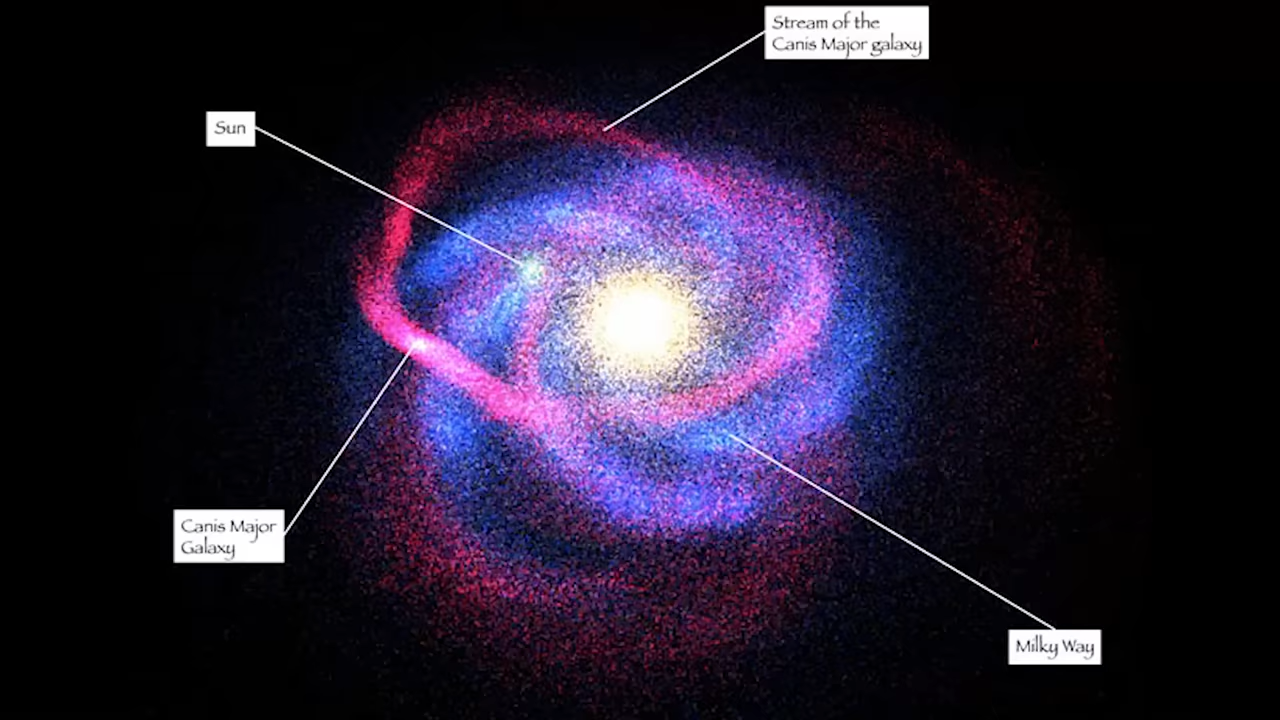 Stream of the
Canis Major galaxy
Sun
Canis Major
Galaxy
Milky Way